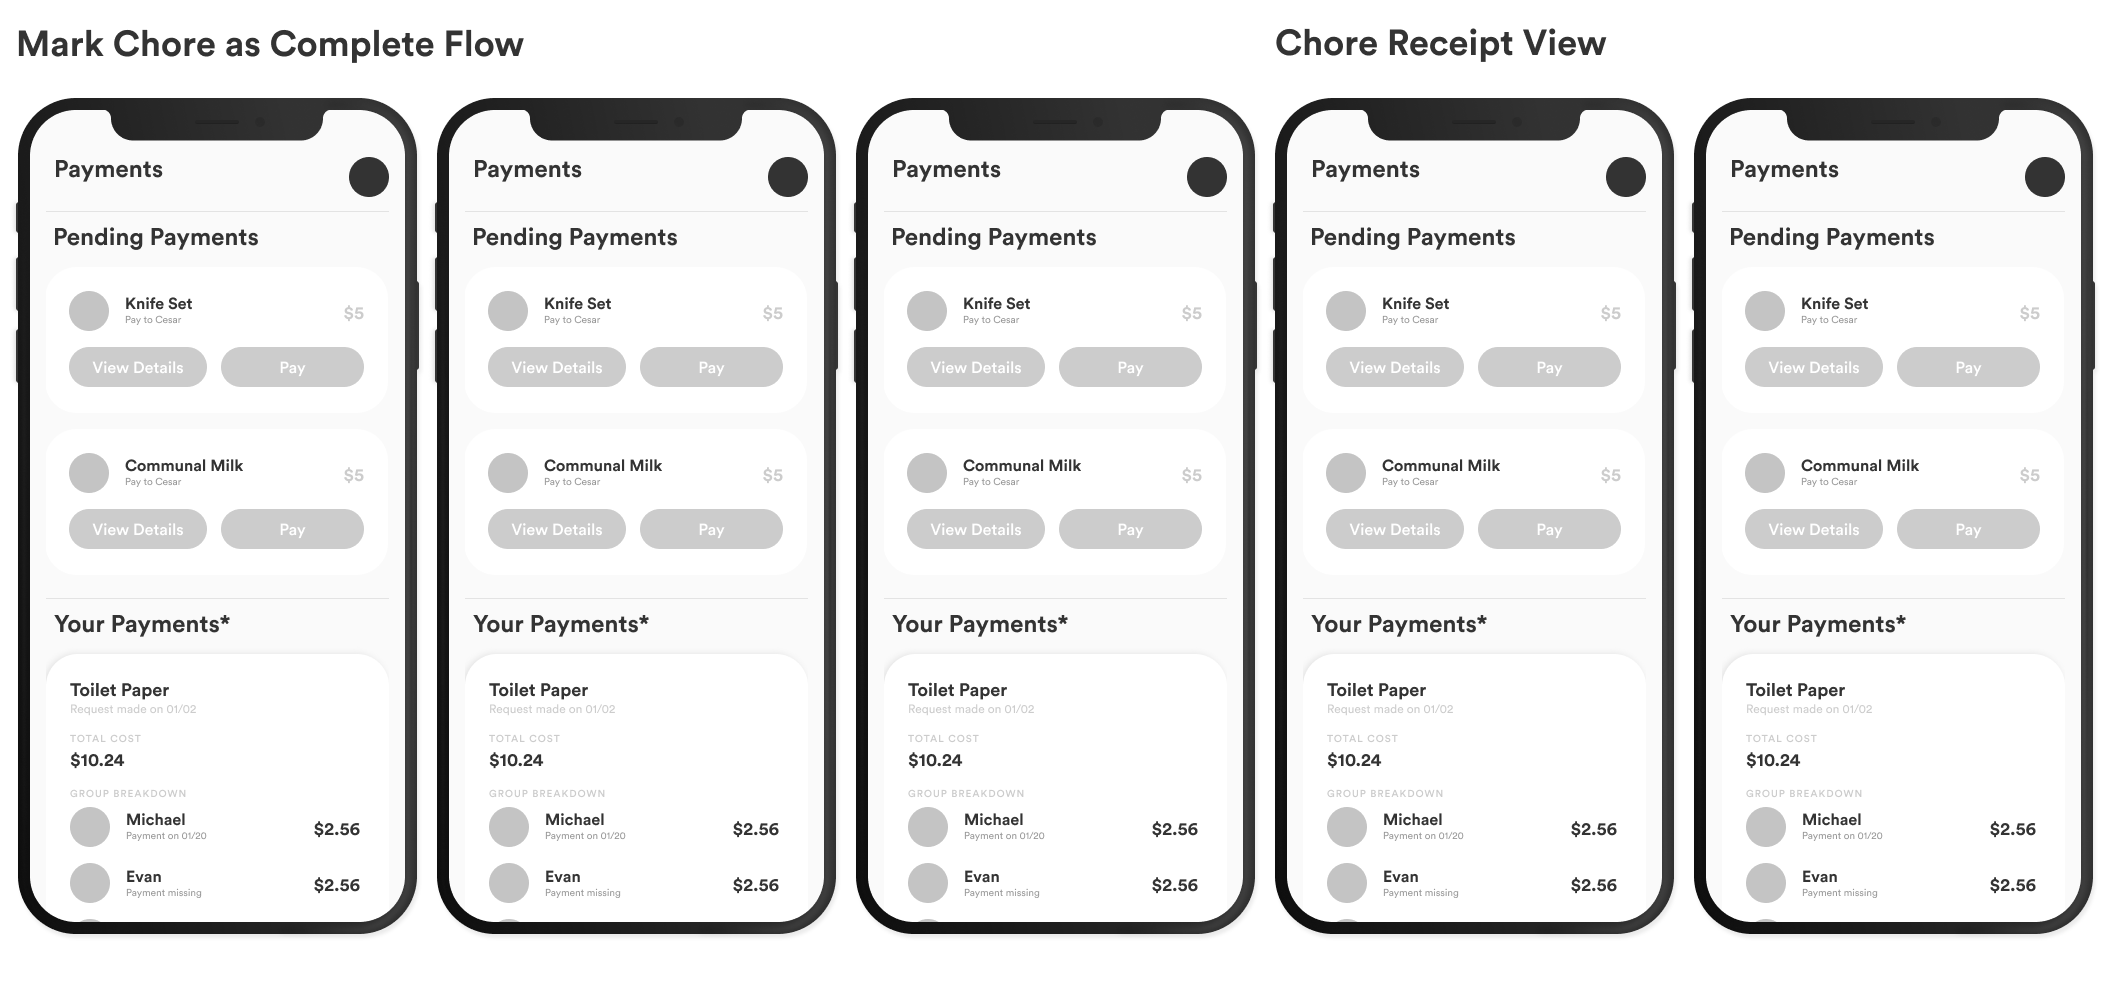 Mark Chore as Complete Flow
Payments
Pending Payments
Knife Set
Pay to Cesar
$5
View Details
Pay
Communal Milk
Pay to Cesar
$5
View Details
Pay
Your Payments*
Toilet Paper
Request made on 01/02
TOTAL COST
$10.24
GROUP BREAKDOWN
Michael
Payment on 01/20
$2.56
Evan
Payment missing
$2.56
Payments
Pending Payments
Knife Set
Pay to Cesar
$5
View Details
Pay
Communal Milk
Pay to Cesar
$5
View Details
Pay
Your Payments*
Toilet Paper
Request made on 01/02
TOTAL COST
$10.24
GROUP BREAKDOWN
Michael
Payment on 01/20
$2.56
Evan
Payment missing
$2.56
Payments
Pending Payments
Knife Set
Pay to Cesar
$5
View Details
Pay
Communal Milk
Pay to Cesar
$5
View Details
Pay
Your Payments*
Toilet Paper
Request made on 01/02
TOTAL COST
$10.24
GROUP BREAKDOWN
Michael
Payment on 01/20
$2.56
Evan
Payment missing
$2.56
Chore Receipt View
Payments
Pending Payments
Knife Set
Pay to Cesar
$5
View Details
Pay
Communal Milk
Pay to Cesar
$5
View Details
Pay
Your Payments*
Toilet Paper
Request made on 01/02
TOTAL COST
$10.24
GROUP BREAKDOWN
Michael
Payment on 01/20
$2.56
Evan
Payment missing
$2.56
Payments
Pending Payments
Knife Set
Pay to Cesar
$5
View Details
Pay
Communal Milk
Pay to Cesar
$5
View Details
Pay
Your Payments*
Toilet Paper
Request made on 01/02
TOTAL COST
$10.24
GROUP BREAKDOWN
Michael
Payment on 01/20
$2.56
Evan
Payment missing
$2.56